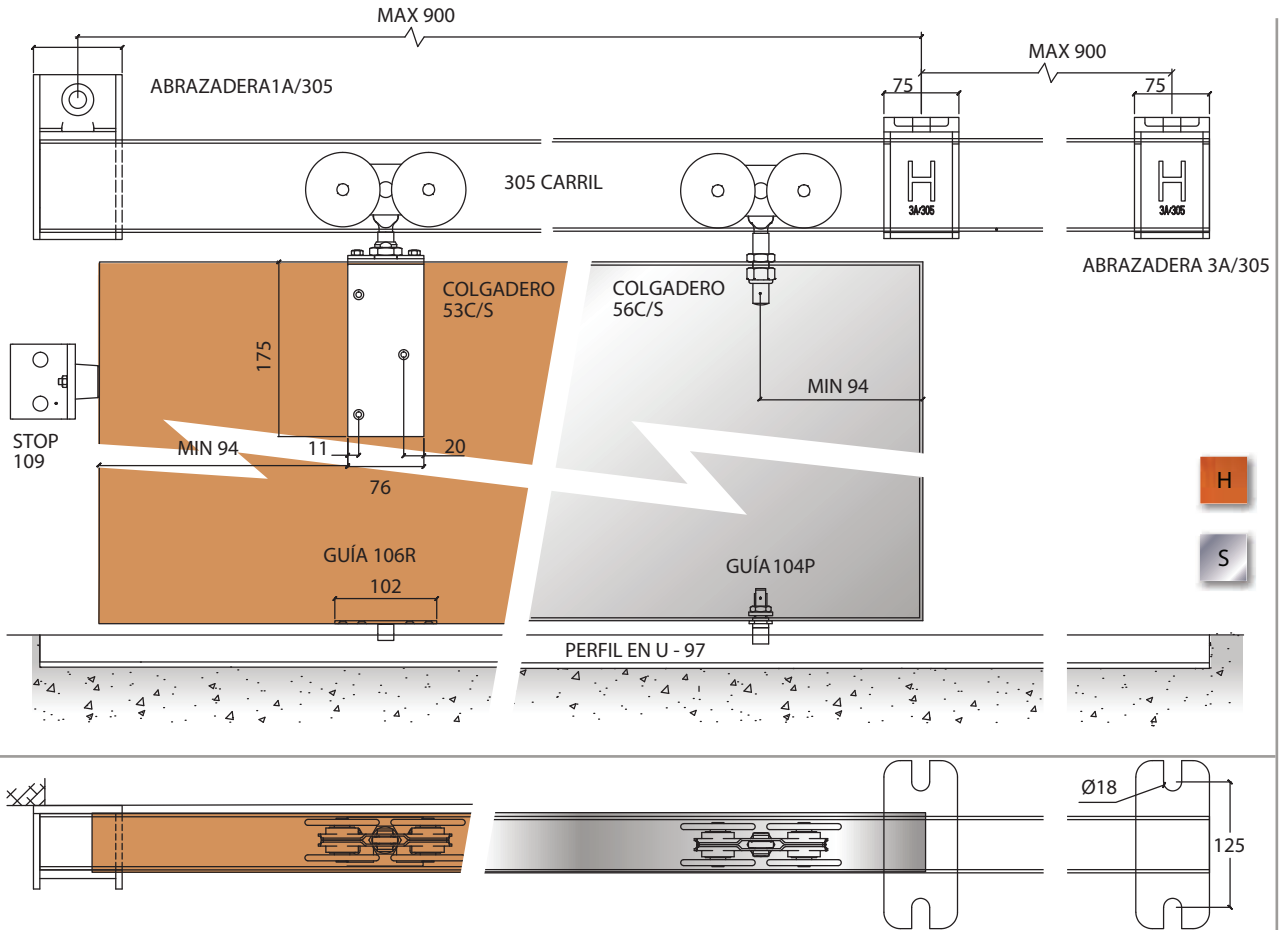 MAX 900
MAX 900
ABRAZADERA1A/305
75
75
305 CARRIL
H
3A/305
H
3A/305
ABRAZADERA 3A/305
COLGADERO
53C/S
COLGADERO
56C/S
175
MIN 94
STOP
109
MIN 94
11
20
76
H
GUÍA 106R
102
GUÍA 104P
S
PERFIL EN U - 97
Ø18
125